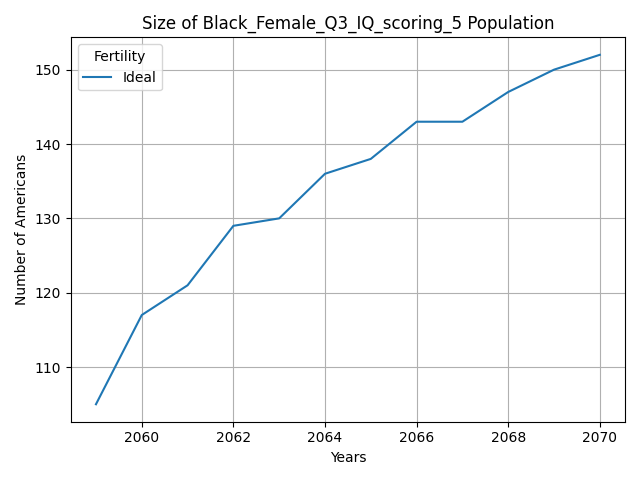 Size of Black_Female_Q3_IQ_scoring_5 Population
Fertility
Ideal
Number of Americans
150
140
130
120
110
2060 2062 2064 2066 2068 2070
Years